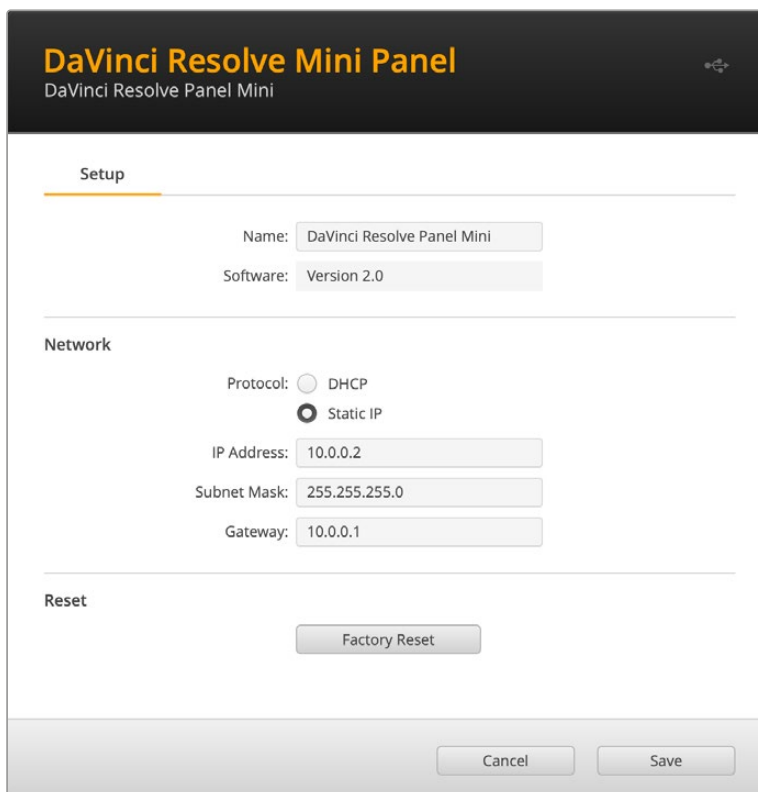 DaVinci Resolve Mini Panel
DaVinci Resolve Panel Mini
Setup
Name: DaVinci Resolve Panel Mini
Software: Version 2.0
Network
Protocol: DHCP
Static IP
IP Address: 10.0.0.2
Subnet Mask: 255.255.255.0
Gateway: 10.0.0.1
Reset
Factory Reset
Cancel Save